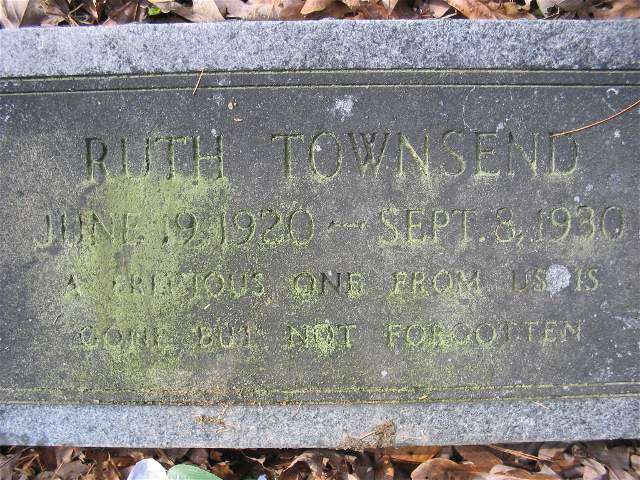 RUTH TOWNSEND
JUNE 19, 1920 ~ SEPT. 8, 1930
A PRECIOUS ONE FROM US IS
GONE BUT NOT FORGOTTEN